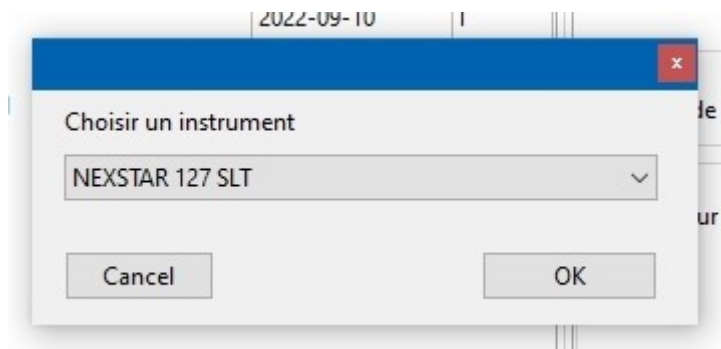 2022-09-10
Choisir un instrument
NEXSTAR 127 SLT
Cancel
OK